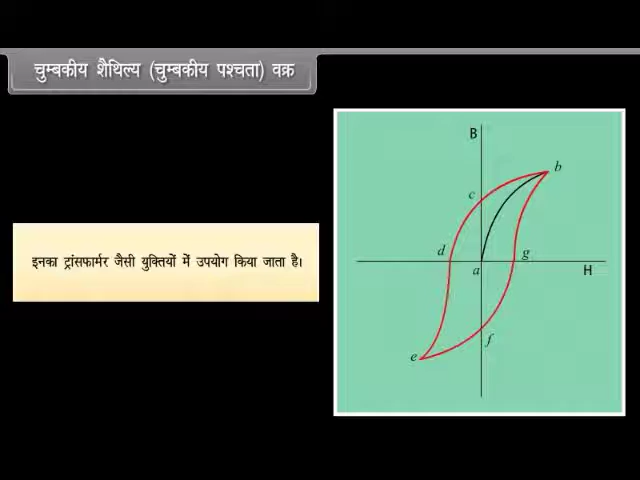 चुम्बकीय शैथिल्य (चुम्बकीय पश्चता) वक्र
B
b
c
d
g
इनका ट्रांसफार्मर जैसी युक्तियों में उपयोग किया जाता है।
a
H
f
e